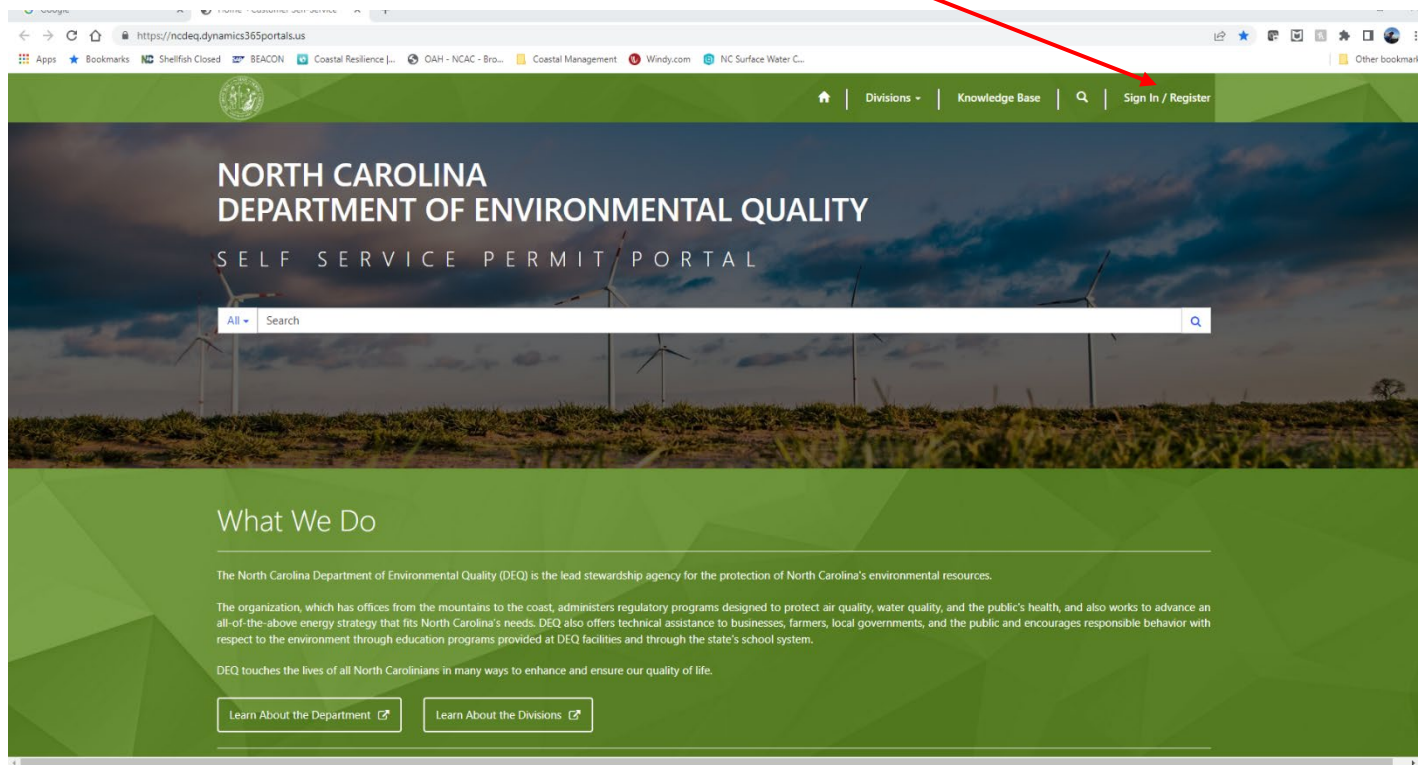 Google
Home - Customer Self-Service
https://ncdeq.dynamics365portals.us
Apps Bookmarks NC Shellfish Closed BEACON Coastal Resilience |... OAH - NCAC - Bro... Coastal Management Windy.com NC Surface Water C... Other bookmark
Divisions Knowledge Base Sign In / Register
NORTH CAROLINA
DEPARTMENT OF ENVIRONMENTAL QUALITY
SELF SERVICE PERMIT PORTAL
All Search
What We Do
The North Carolina Department of Environmental Quality (DEQ) is the lead stewardship agency for the protection of North Carolina's environmental resources.
The organization, which has offices from the mountains to the coast, administers regulatory programs designed to protect air quality, water quality, and the public's health, and also works to advance an
all-of-the-above energy strategy that fits North Carolina's needs. DEQ also offers technical assistance to businesses, farmers, local governments, and the public and encourages responsible behavior with
respect to the environment through education programs provided at DEQ facilities and through the state's school system.
DEQ touches the lives of all North Carolinians in many ways to enhance and ensure our quality of life.
Learn About the Department Learn About the Divisions